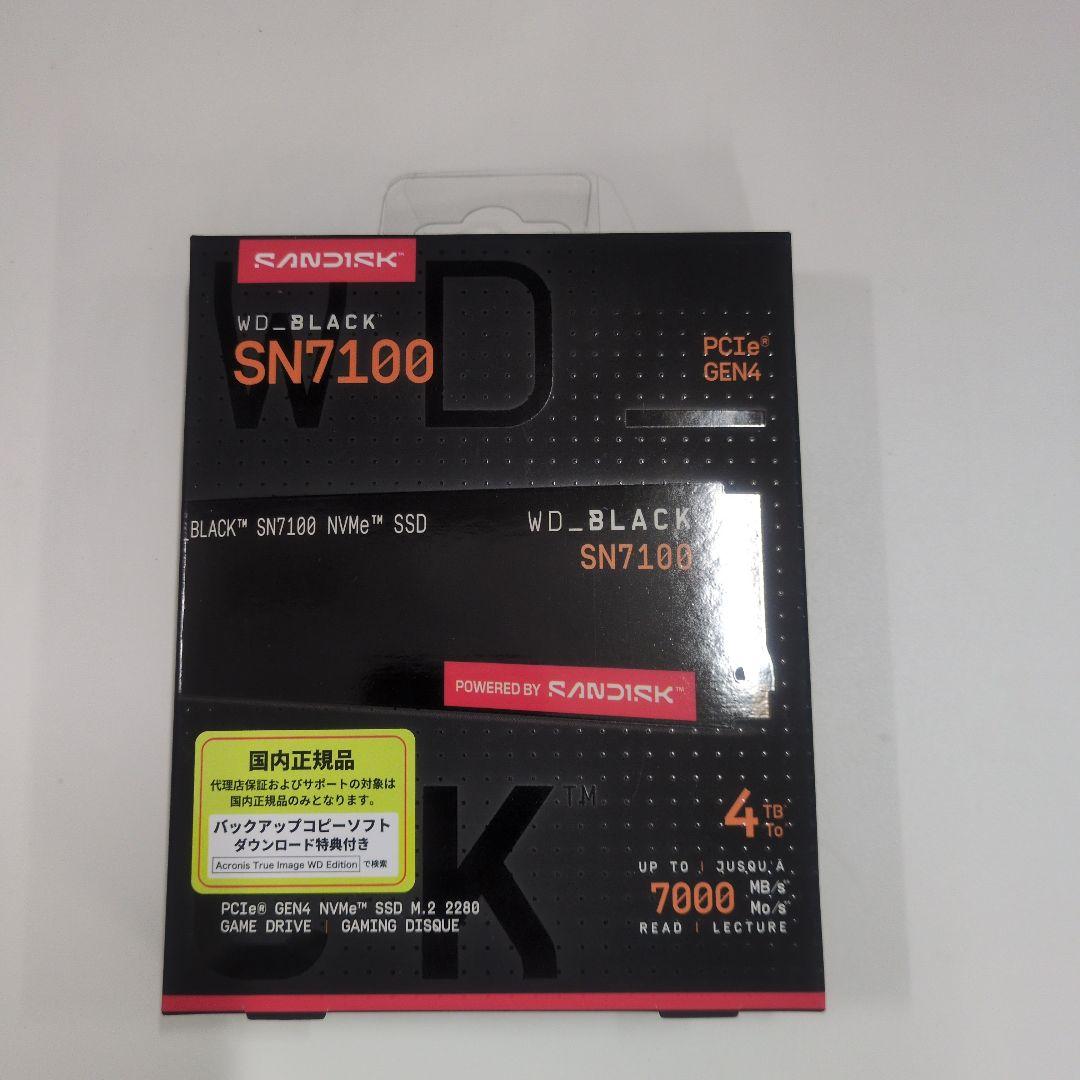 SANDISK™
WD_BLACK™
SN7100
PCIe®
GEN4
WD
BLACK™ SN7100 NVMe™ SSD
WD_BLACK
SN7100
POWERED BY SANDISK™
国内正規品
代理店保証およびサポートの対象は
国内正規品のみとなります。
バックアップコピーソフト
ダウンロード特典付き
Acronis True Image WD Edition で検索
K™
4 TB
To
UP TO | JUSQU'À
7000 MB/s
Mo/s
READ | LECTURE
PCIe® GEN4 NVMe™ SSD M.2 2280
GAME DRIVE | GAMING DISQUE